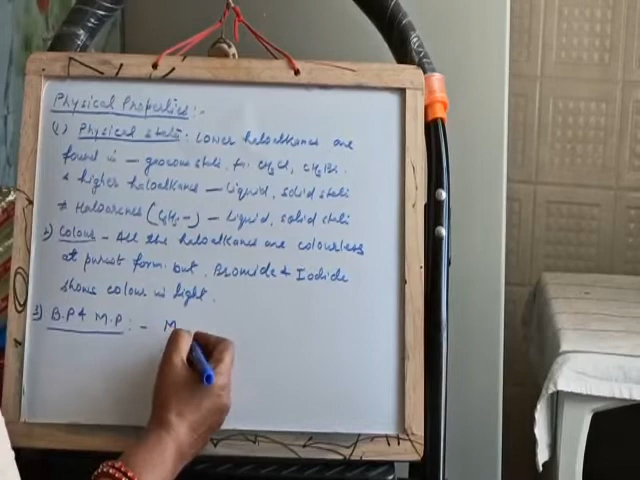 Physical Properties:-
(1) Physical state: Lower haloalkanes are
found in — gaseous state. Ex. CH3Cl, CH3Br.
* higher haloalkane — liquid, solid state
* Haloarenes (C6H5-) — liquid, solid state
2) Colour - All the haloalkanes are colourless
at purest form. but, Bromide & Iodide
shows colour in light.
3) B.P & M.P : - M